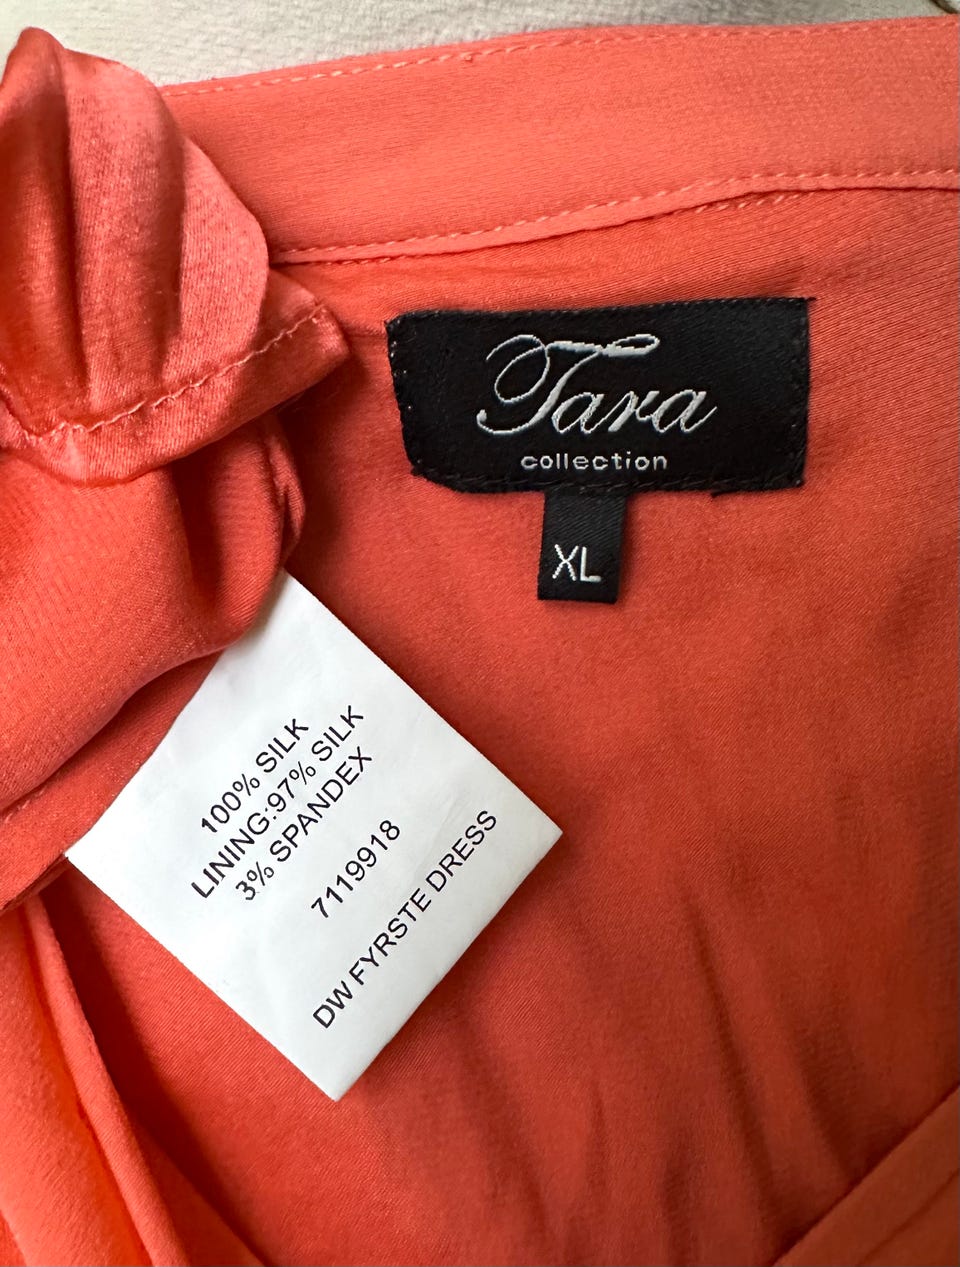 Tara
collection
XL
100% SILK
LINING:97% SILK
3% SPANDEX
7119918
DW FYRSTE DRESS